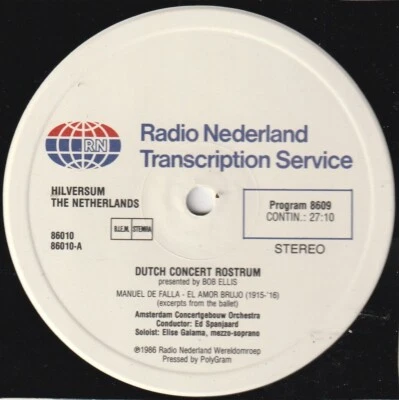 RN
Radio Nederland
Transcription Service
HILVERSUM
THE NETHERLANDS
Program 8609
CONTIN.: 27:10
86010
86010-A
B.I.E.M. STEMRA
STEREO
DUTCH CONCERT ROSTRUM
presented by BOB ELLIS
MANUEL DE FALLA - EL AMOR BRUJO (1915-'16)
(excerpts from the ballet)
Amsterdam Concertgebouw Orchestra
Conductor: Ed Spanjaard
Soloist: Elise Galama, mezzo-soprano
℗1986 Radio Nederland Wereldomroep
Pressed by PolyGram